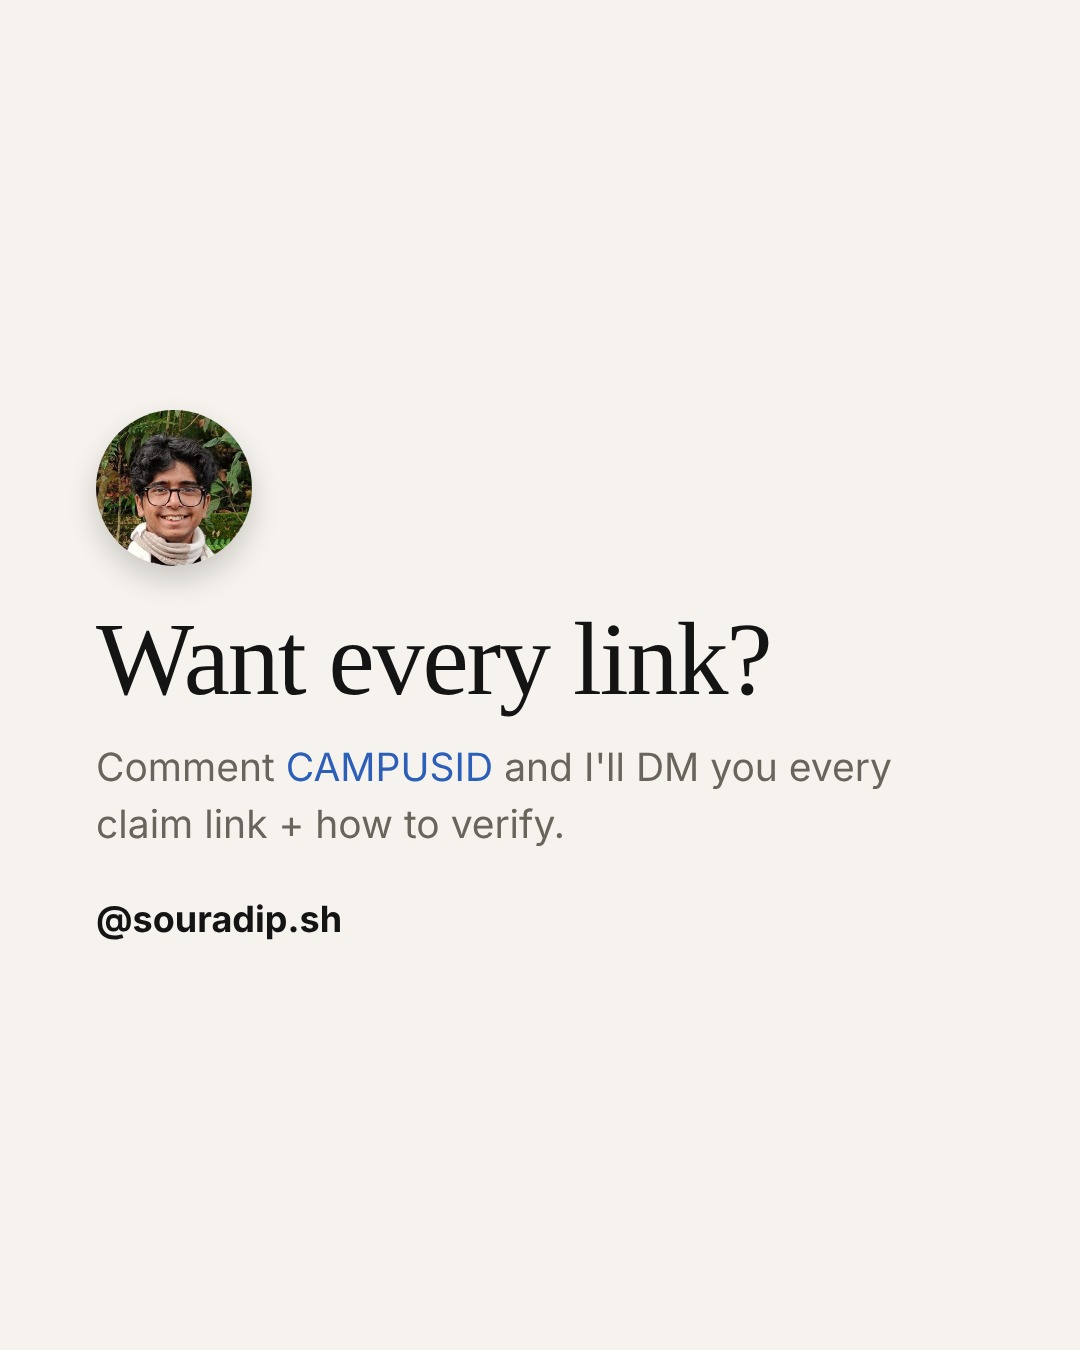 Want every link?
Comment CAMPUSID and I'll DM you every
claim link + how to verify.
@souradip.sh